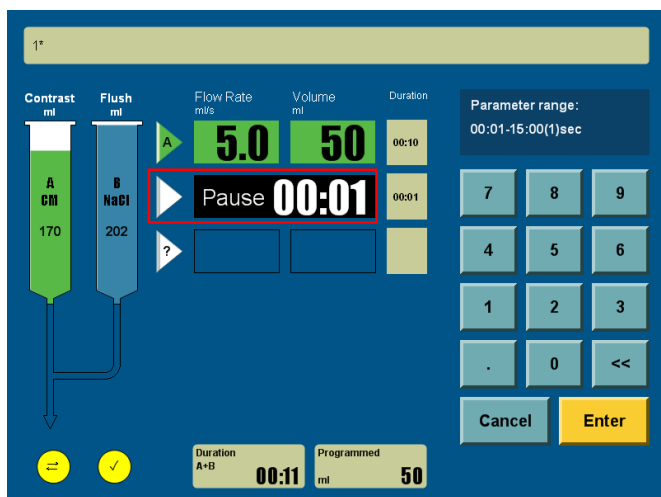 1*
Contrast
ml
Flush
ml
Flow Rate
ml/s
Volume
ml
Duration
Parameter range:
00:01-15:00(1)sec
A
5.0
50
00:10
A
CM
170
B
NaCl
202
Pause 00:01
00:01
?
7 8 9
4 5 6
1 2 3
. 0 <<
Cancel
Enter
Duration
A+B
00:11
Programmed
ml
50